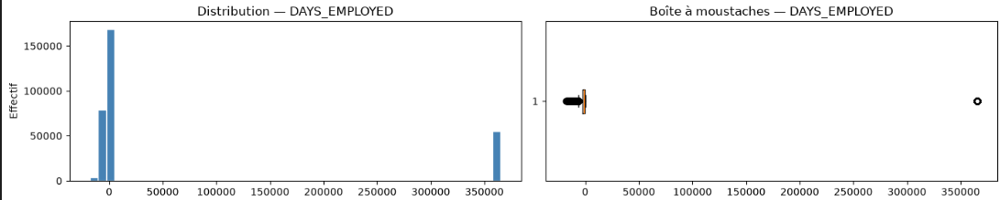 Distribution — DAYS_EMPLOYED
Effectif
150000
100000
50000
0
0 50000 100000 150000 200000 250000 300000 350000
Boîte à moustaches — DAYS_EMPLOYED
1
0 50000 100000 150000 200000 250000 300000 350000